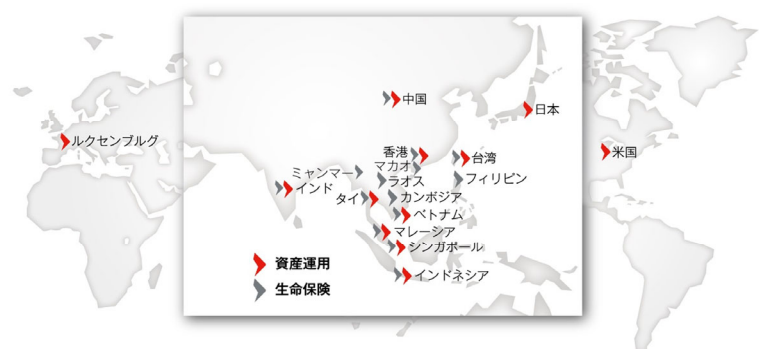 中国
日本
ルクセンブルグ
香港
台湾
米国
マカオ
ミャンマー
ラオス
フィリピン
インド
タイ
カンボジア
ベトナム
マレーシア
シンガポール
資産運用
インドネシア
生命保険